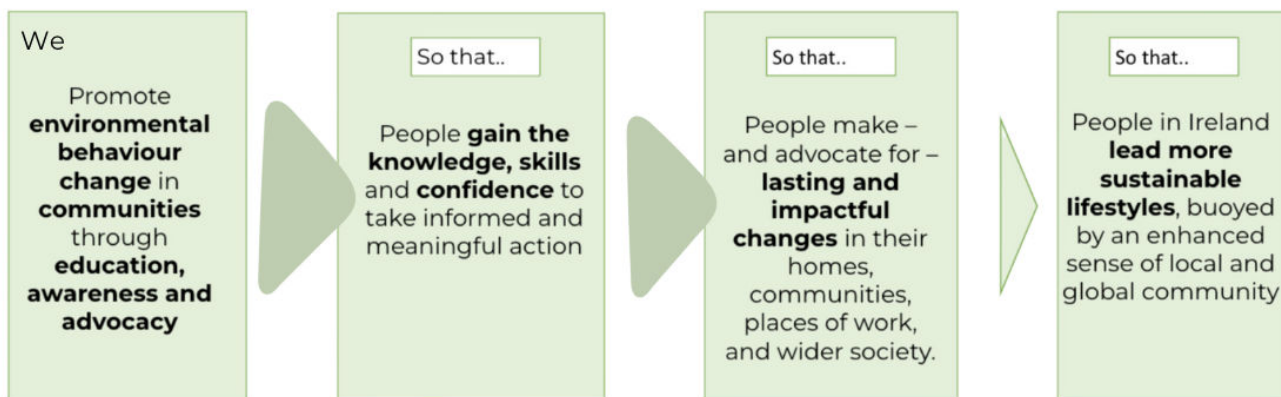 We
Promote
environmental
behaviour
change in
communities
through
education,
awareness and
advocacy
So that..
People gain the
knowledge, skills
and confidence to
take informed and
meaningful action
So that..
People make –
and advocate for –
lasting and
impactful
changes in their
homes,
communities,
places of work,
and wider society.
So that..
People in Ireland
lead more
sustainable
lifestyles, buoyed
by an enhanced
sense of local and
global community